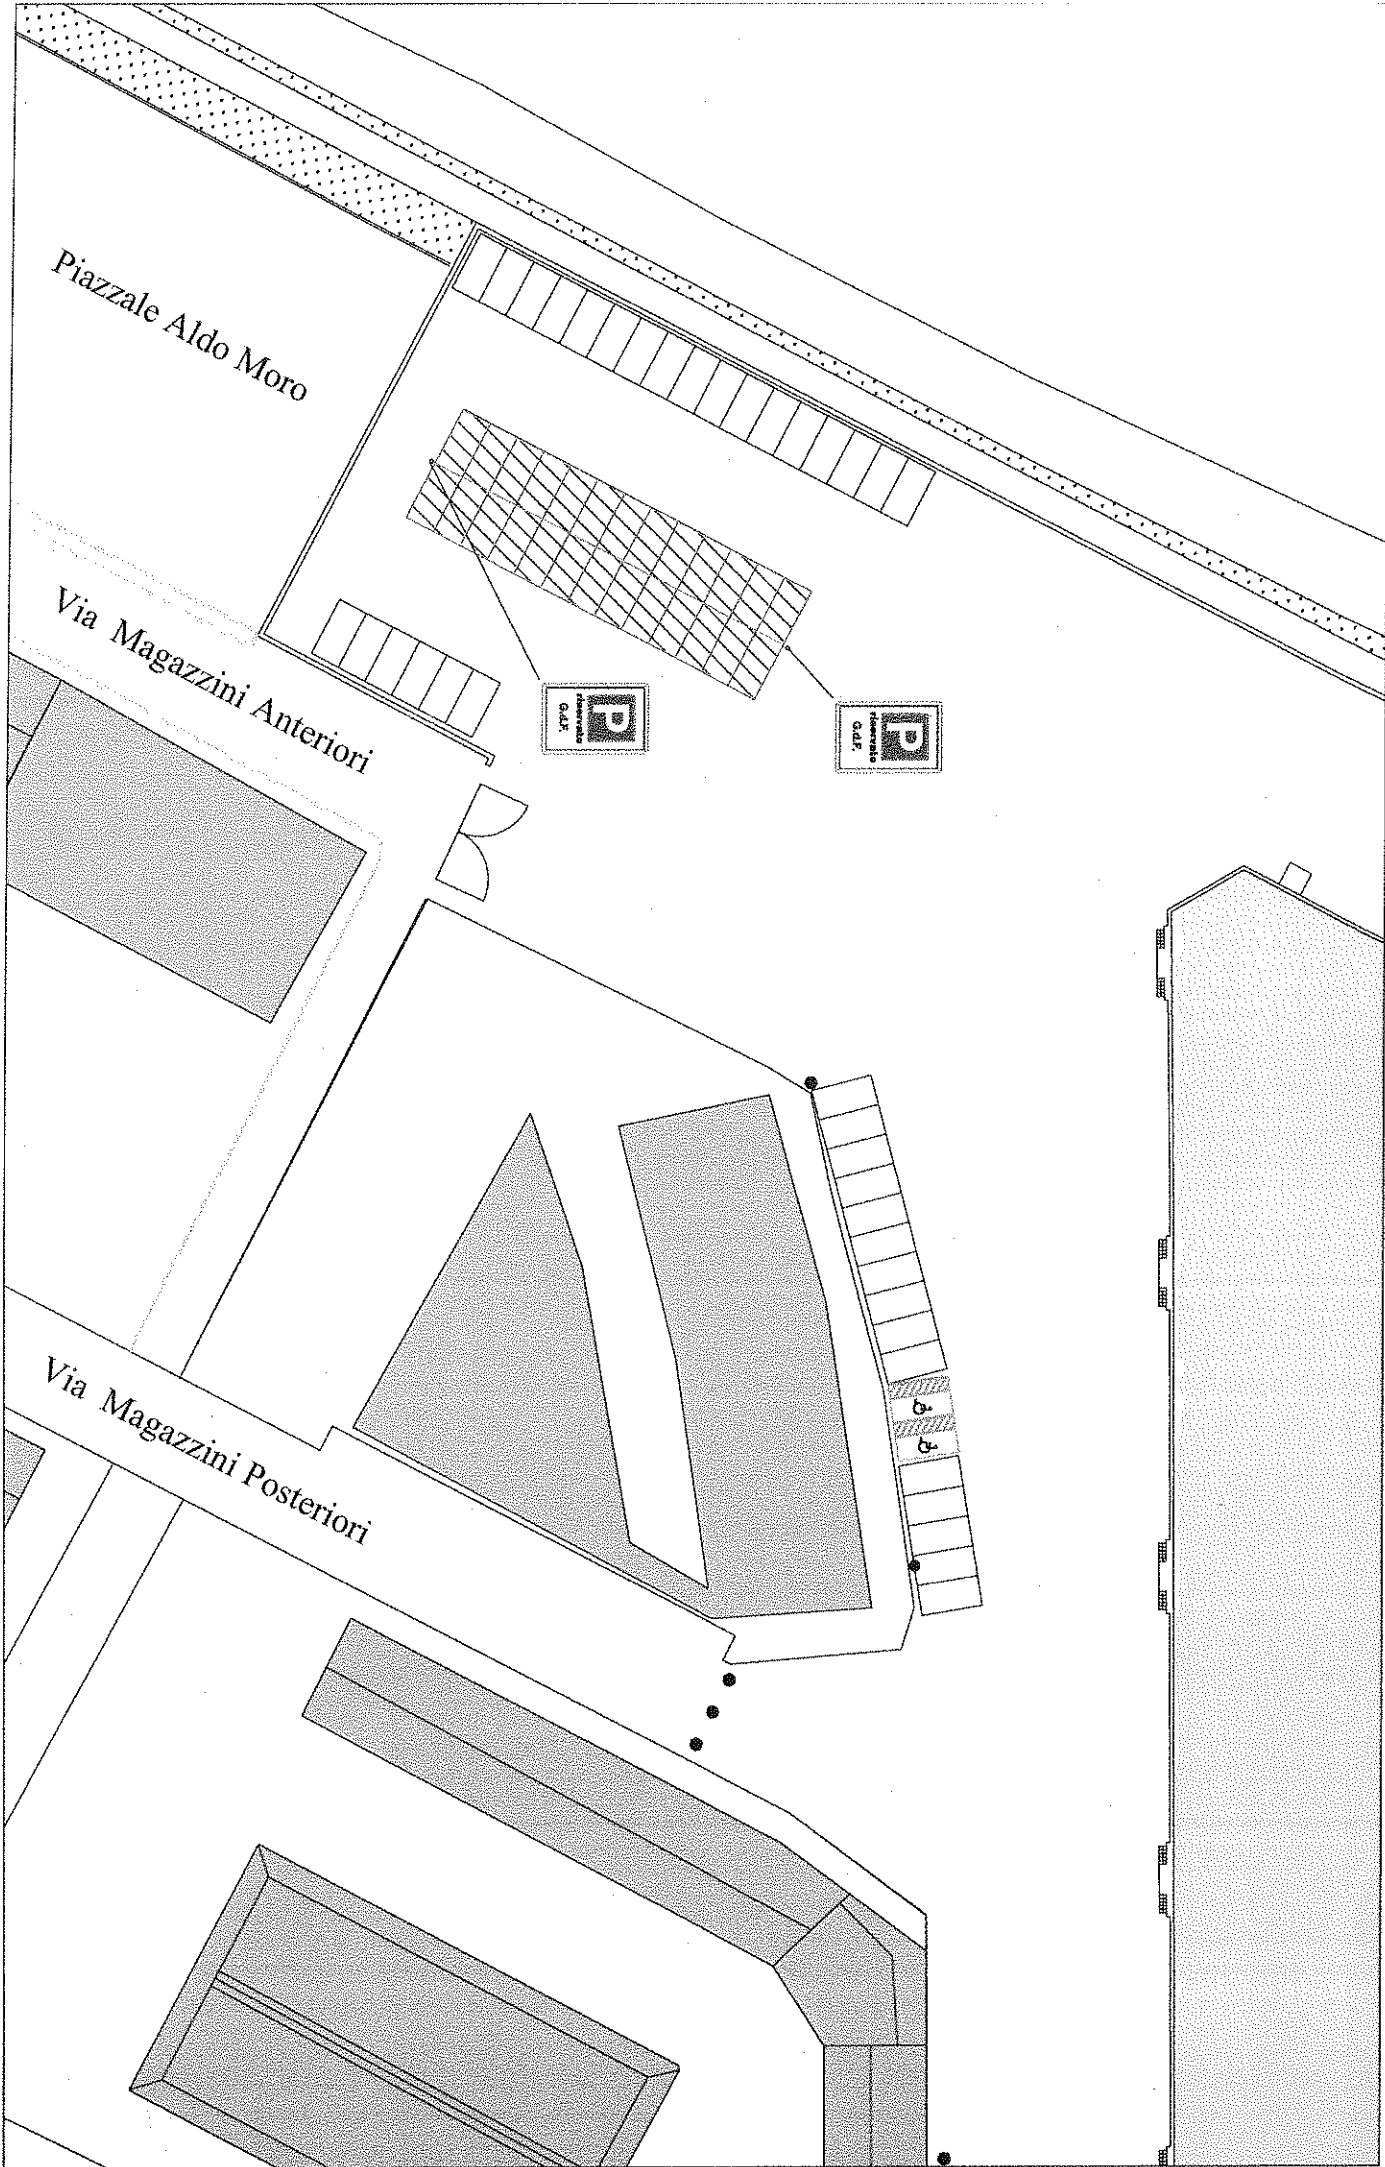 Piazzale Aldo Moro
Via Magazzini Anteriori
P
riservato
G.d.F.
P
riservato
G.d.F.
Via Magazzini Posteriori